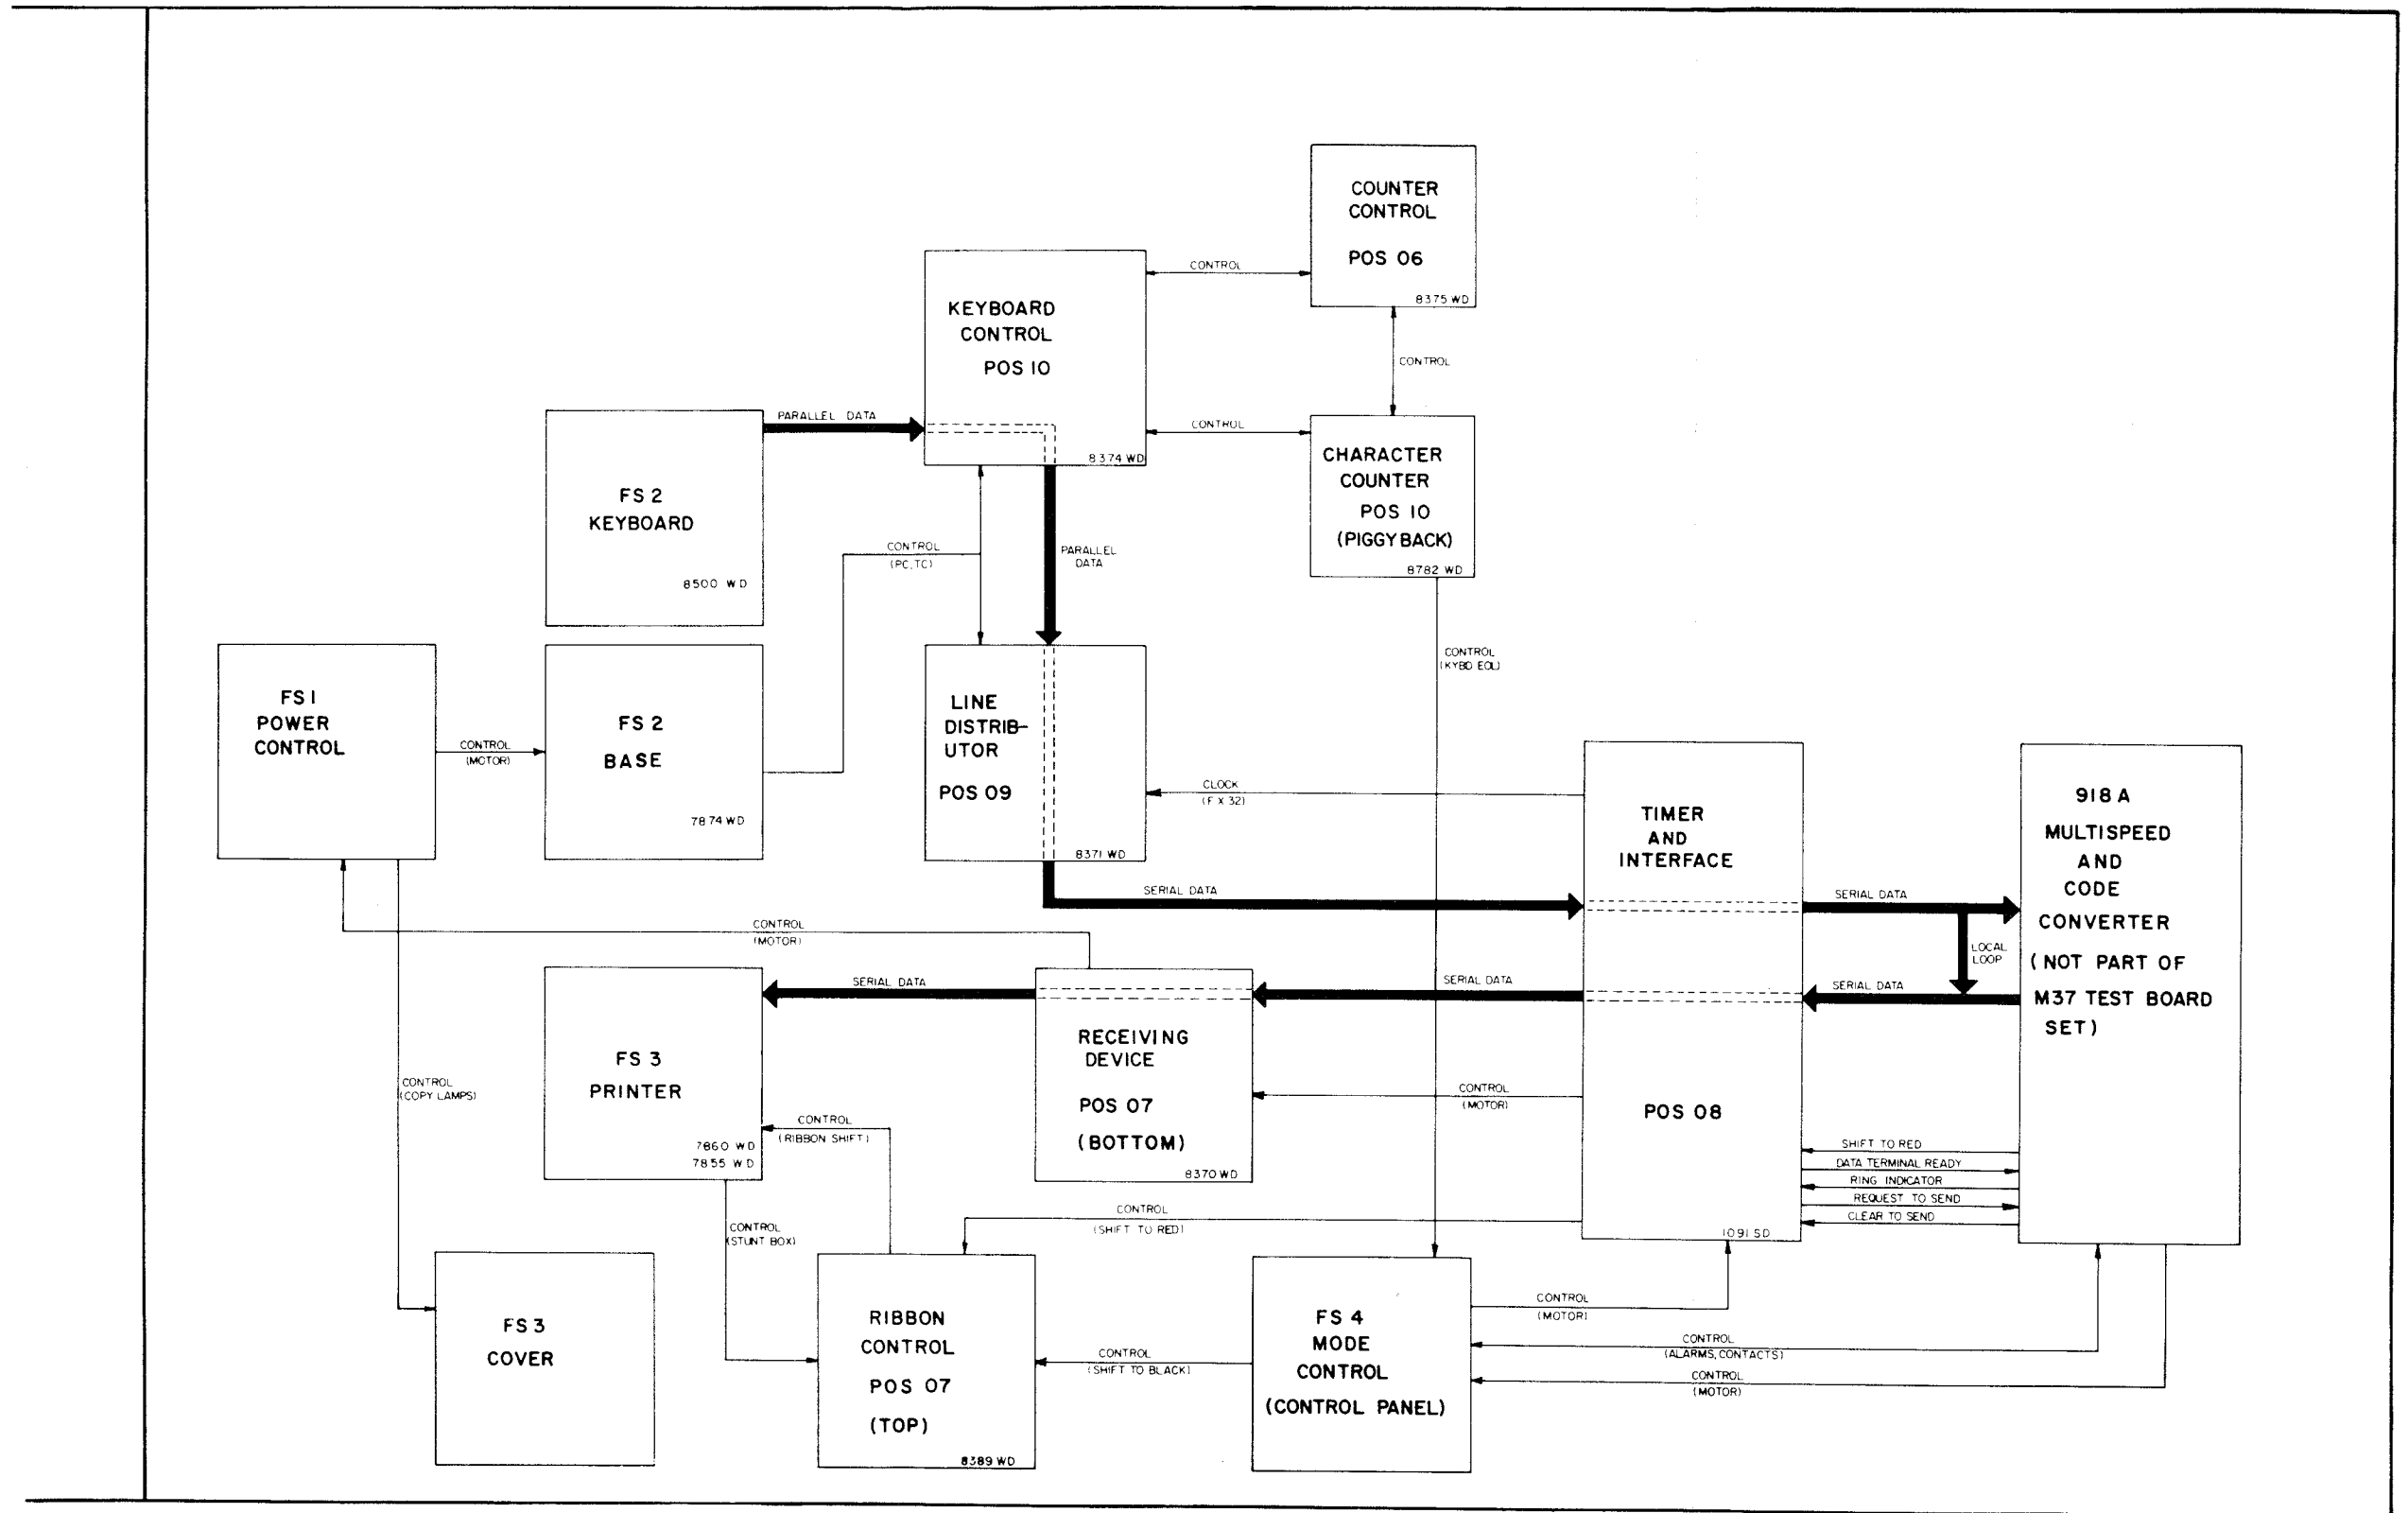 COUNTER
CONTROL
POS 06
8375 WD
CONTROL
KEYBOARD
CONTROL
POS 10
8374 WD
CONTROL
CONTROL
CHARACTER
COUNTER
POS 10
(PIGGYBACK)
8782 WD
PARALLEL DATA
FS 2
KEYBOARD
8500 WD
CONTROL
(PC,TC)
PARALLEL
DATA
CONTROL
(KYBD EOL)
FS 1
POWER
CONTROL
CONTROL
(MOTOR)
FS 2
BASE
7874 WD
LINE
DISTRIB-
UTOR
POS 09
8371 WD
CLOCK
(F X 32)
TIMER
AND
INTERFACE
POS 08
1091 SD
918 A
MULTISPEED
AND
CODE
CONVERTER
(NOT PART OF
M37 TEST BOARD
SET)
SERIAL DATA
SERIAL DATA
LOCAL
LOOP
SERIAL DATA
CONTROL
(MOTOR)
SERIAL DATA
SERIAL DATA
FS 3
PRINTER
7860 WD
7855 WD
RECEIVING
DEVICE
POS 07
(BOTTOM)
8370 WD
CONTROL
(MOTOR)
CONTROL
(COPY LAMPS)
CONTROL
(RIBBON SHIFT)
SHIFT TO RED
DATA TERMINAL READY
RING INDICATOR
REQUEST TO SEND
CLEAR TO SEND
CONTROL
(SHIFT TO RED)
CONTROL
(STUNT BOX)
FS 3
COVER
RIBBON
CONTROL
POS 07
(TOP)
8389 WD
CONTROL
(SHIFT TO BLACK)
FS 4
MODE
CONTROL
(CONTROL PANEL)
CONTROL
(MOTOR)
CONTROL
(ALARMS, CONTACTS)
CONTROL
(MOTOR)